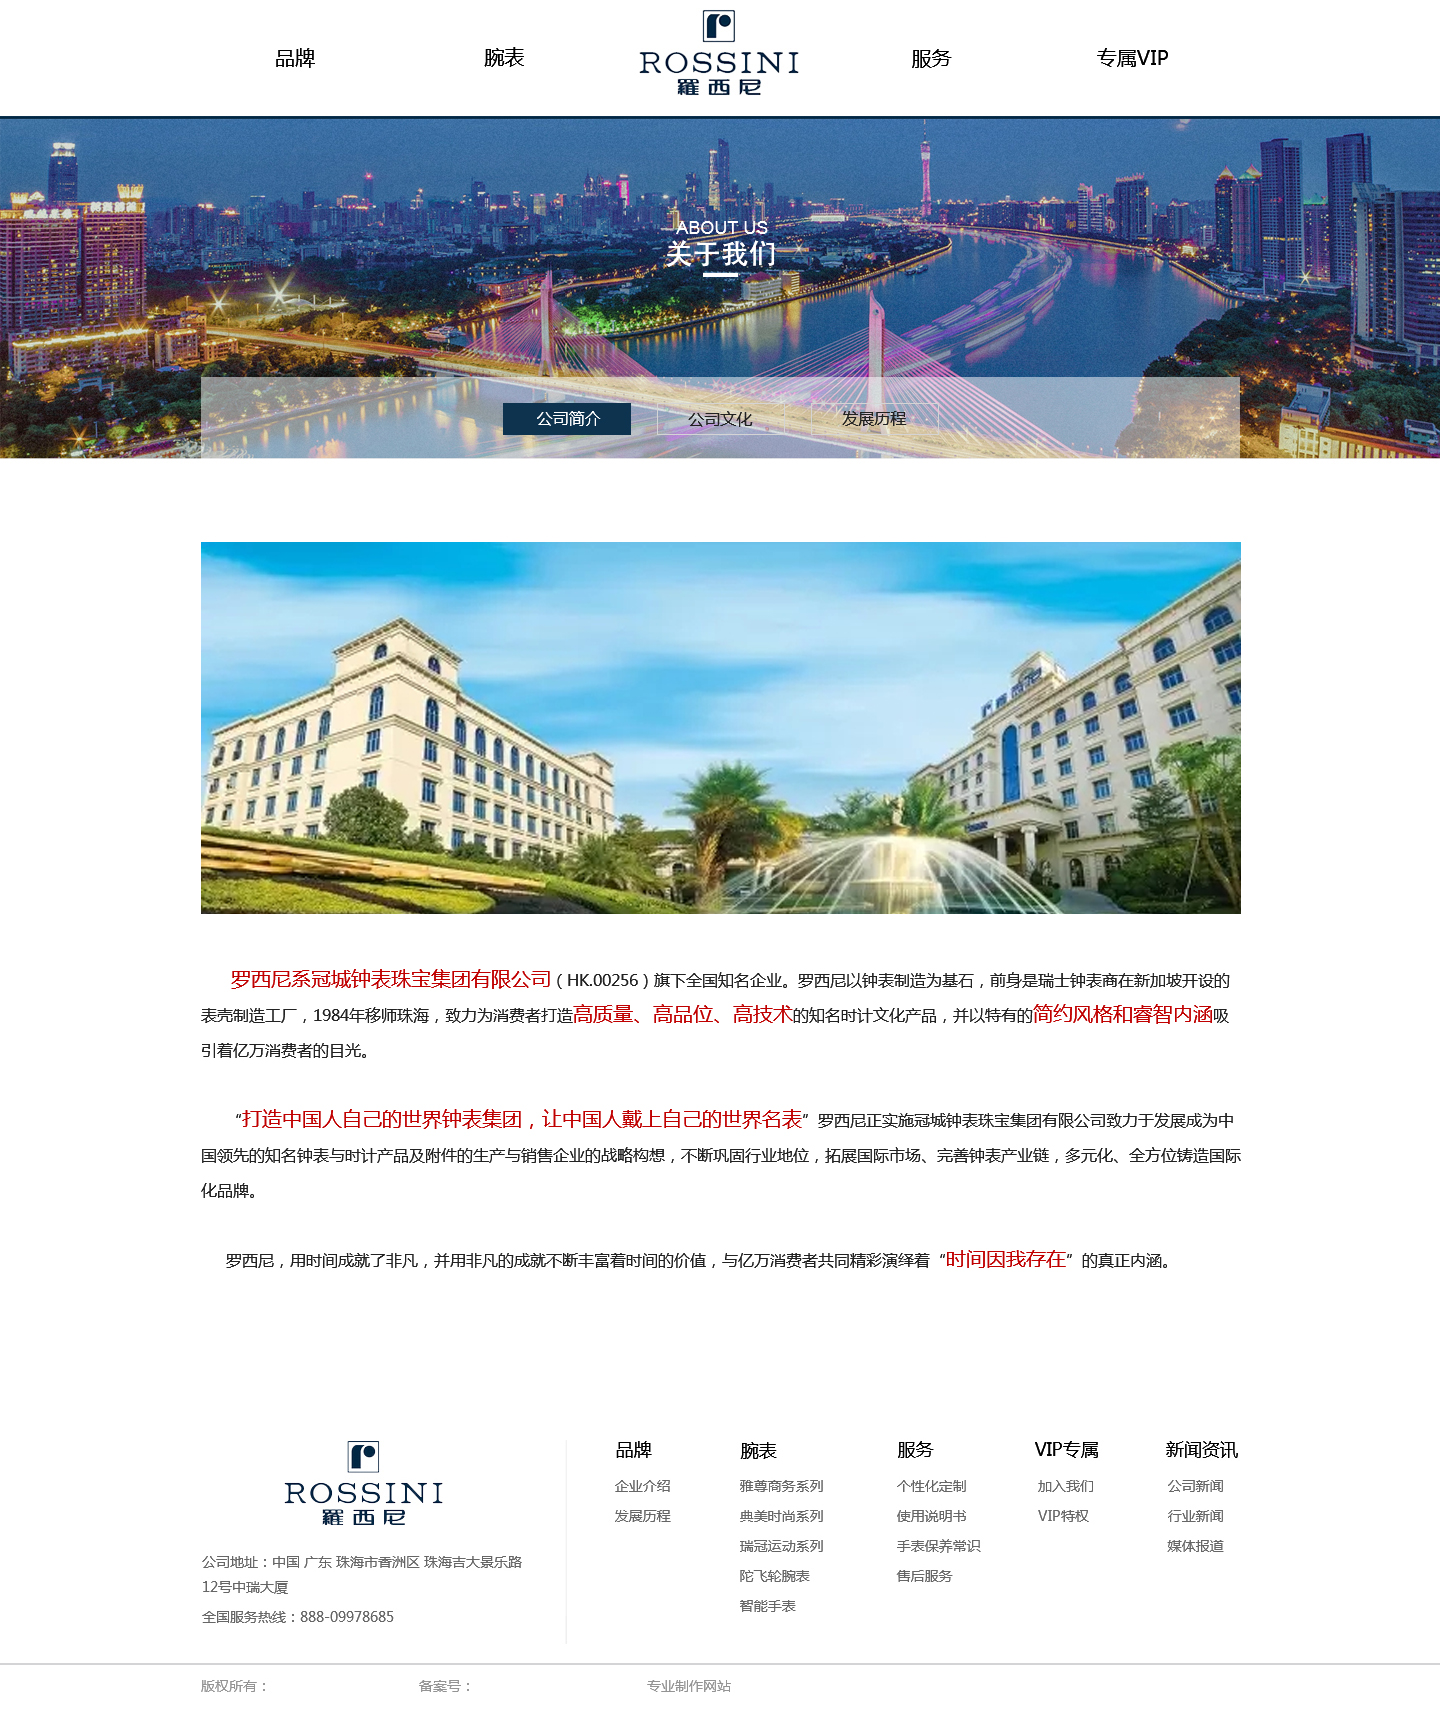 品牌
腕表
ROSSINI
羅西尼
服务
专属VIP
ABOUT US
关于我们
公司简介
公司文化
发展历程
罗西尼系冠城钟表珠宝集团有限公司（HK.00256）旗下全国知名企业。罗西尼以钟表制造为基石，前身是瑞士钟表商在新加坡开设的
表壳制造工厂，1984年移师珠海，致力为消费者打造高质量、高品位、高技术的知名时计文化产品，并以特有的简约风格和睿智内涵吸
引着亿万消费者的目光。
“打造中国人自己的世界钟表集团，让中国人戴上自己的世界名表”罗西尼正实施冠城钟表珠宝集团有限公司致力于发展成为中
国领先的知名钟表与时计产品及附件的生产与销售企业的战略构想，不断巩固行业地位，拓展国际市场、完善钟表产业链，多元化、全方位铸造国际
化品牌。
罗西尼，用时间成就了非凡，并用非凡的成就不断丰富着时间的价值，与亿万消费者共同精彩演绎着“时间因我存在”的真正内涵。
ROSSINI
羅西尼
公司地址：中国 广东 珠海市香洲区 珠海吉大景乐路
12号中瑞大厦
全国服务热线：888-09978685
品牌
企业介绍
发展历程
腕表
雅尊商务系列
典美时尚系列
瑞冠运动系列
陀飞轮腕表
智能手表
服务
个性化定制
使用说明书
手表保养常识
售后服务
VIP专属
加入我们
VIP特权
新闻资讯
公司新闻
行业新闻
媒体报道
版权所有：
备案号：
专业制作网站